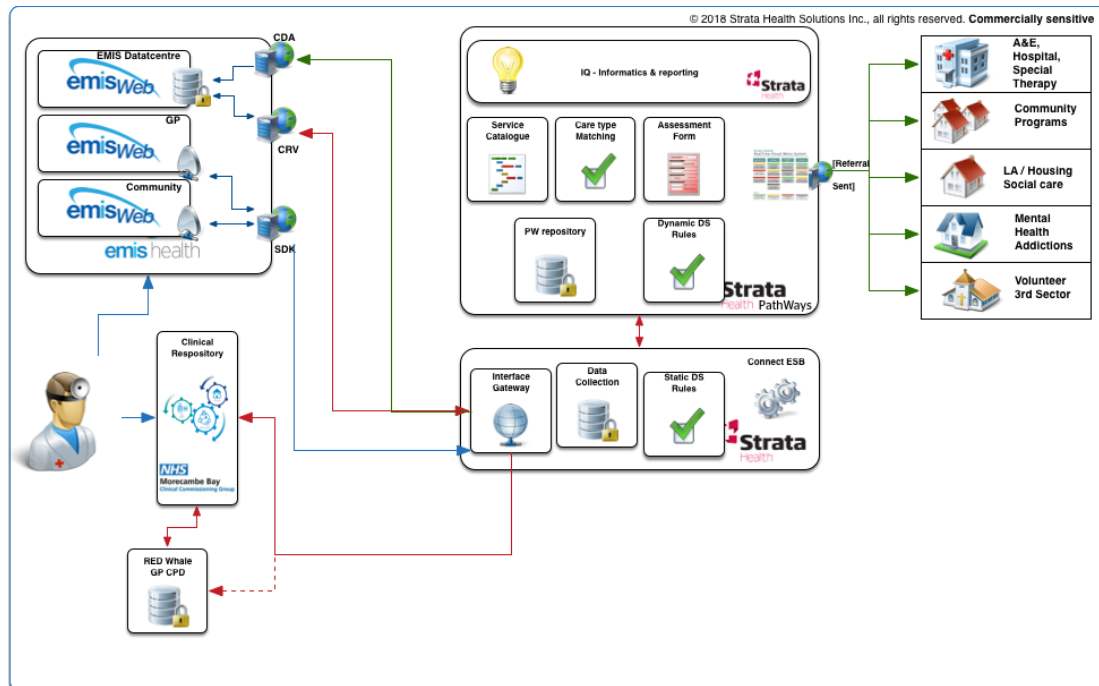 © 2018 Strata Health Solutions Inc., all rights reserved. Commercially sensitive
EMIS Datacentre
emisWeb
GP
emisWeb
Community
emisWeb
emis health
CDA
CRV
SDK
IQ - Informatics & reporting
Strata
Health
Service
Catalogue
Care type
Matching
Assessment
Form
PW repository
Dynamic DS
Rules
Strata
Health PathWays
[Referral
Sent]
A&E,
Hospital,
Special
Therapy
Community
Programs
LA / Housing
Social care
Mental
Health
Addictions
Volunteer
3rd Sector
Clinical
Respository
NHS
Morecambe Bay
Clinical Commissioning Group
Interface
Gateway
Data
Collection
Static DS
Rules
Connect ESB
Strata
Health
RED Whale
GP CPD